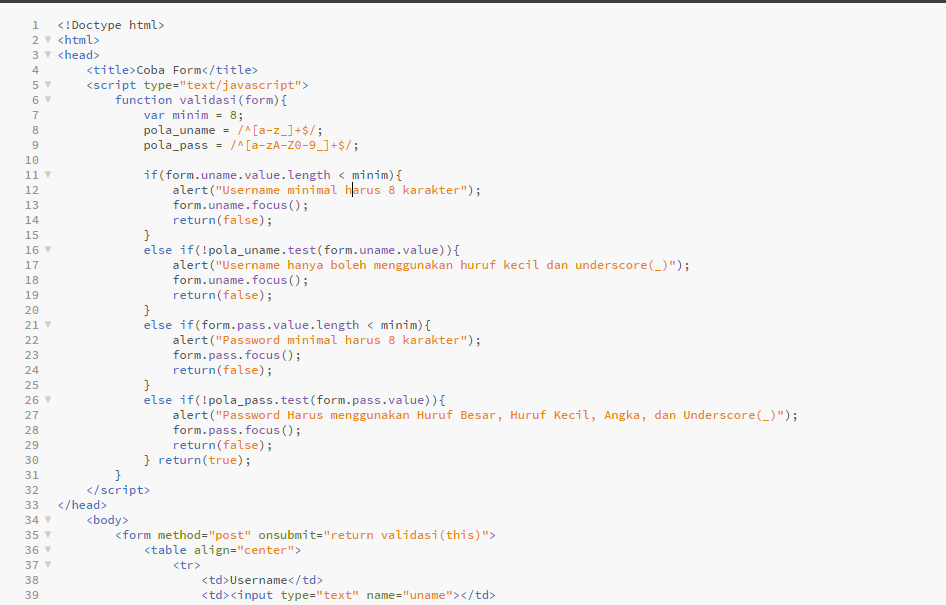 1 <!Doctype html>
2 <html>
3 <head>
4     <title>Coba Form</title>
5     <script type="text/javascript">
6         function validasi(form){
7             var minim = 8;
8             pola_uname = /^[a-z_]+$/;
9             pola_pass = /^[a-zA-Z0-9_]+$/;
10
11             if(form.uname.value.length < minim){
12                 alert("Username minimal harus 8 karakter");
13                 form.uname.focus();
14                 return(false);
15             }
16             else if(!pola_uname.test(form.uname.value)){
17                 alert("Username hanya boleh menggunakan huruf kecil dan underscore(_)");
18                 form.uname.focus();
19                 return(false);
20             }
21             else if(form.pass.value.length < minim){
22                 alert("Password minimal harus 8 karakter");
23                 form.pass.focus();
24                 return(false);
25             }
26             else if(!pola_pass.test(form.pass.value)){
27                 alert("Password Harus menggunakan Huruf Besar, Huruf Kecil, Angka, dan Underscore(_)");
28                 form.pass.focus();
29                 return(false);
30             } return(true);
31         }
32     </script>
33 </head>
34     <body>
35         <form method="post" onsubmit="return validasi(this)">
36             <table align="center">
37                 <tr>
38                     <td>Username</td>
39                     <td><input type="text" name="uname"></td>